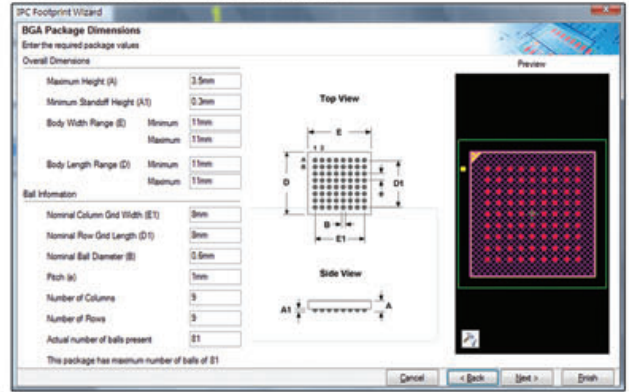 IPC Footprint Wizard
BGA Package Dimensions
Enter the required package values
Overall Dimensions
Maximum Height (A) 3.5mm
Minimum Standoff Height (A1) 0.3mm
Body Width Range (E) Minimum 11mm
Maximum 11mm
Body Length Range (D) Minimum 11mm
Maximum 11mm
Ball Information
Nominal Column Grid Width (E1) 8mm
Nominal Row Grid Length (D1) 8mm
Nominal Ball Diameter (B) 0.6mm
Pitch (e) 1mm
Number of Columns 9
Number of Rows 9
Actual number of balls present 81
This package has maximum number of balls of 81
Top View
E
1 2
A
B
D
D1
e
B
E1
Side View
A1
A
Preview
Cancel
< Back
Next >
Finish